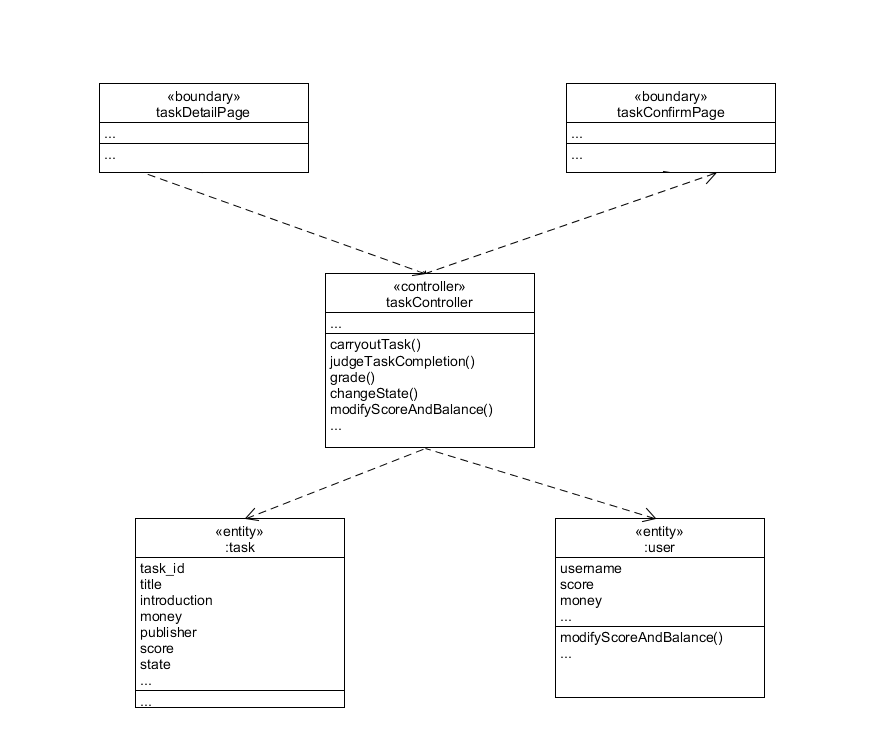 «boundary»
taskDetailPage
...
...
«boundary»
taskConfirmPage
...
...
«controller»
taskController
...
carryoutTask()
judgeTaskCompletion()
grade()
changeState()
modifyScoreAndBalance()
...
«entity»
:task
task_id
title
introduction
money
publisher
score
state
...
...
«entity»
:user
username
score
money
...
modifyScoreAndBalance()
...